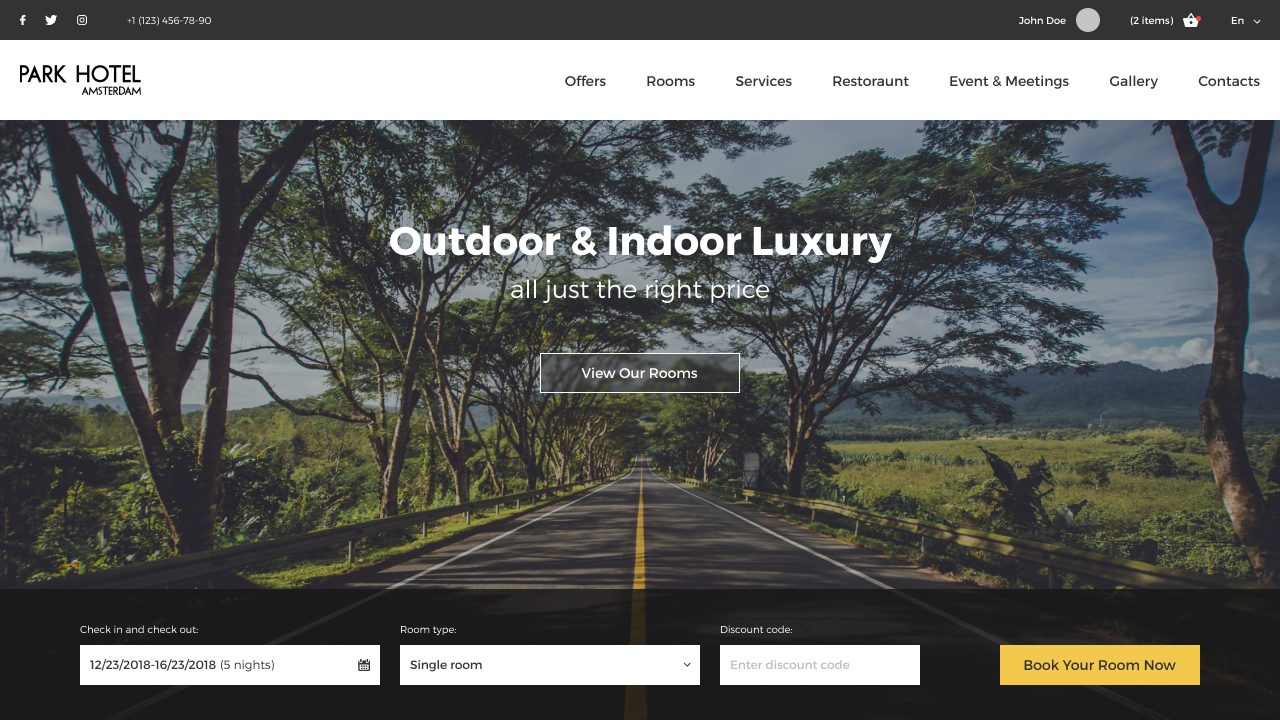 +1 (123) 456-78-90
John Doe
(2 items)
En
PARK HOTEL
AMSTERDAM
Offers
Rooms
Services
Restoraunt
Event & Meetings
Gallery
Contacts
Outdoor & Indoor Luxury
all just the right price
View Our Rooms
Check in and check out:
Room type:
Discount code:
12/23/2018-16/23/2018 (5 nights)
Single room
Enter discount code
Book Your Room Now